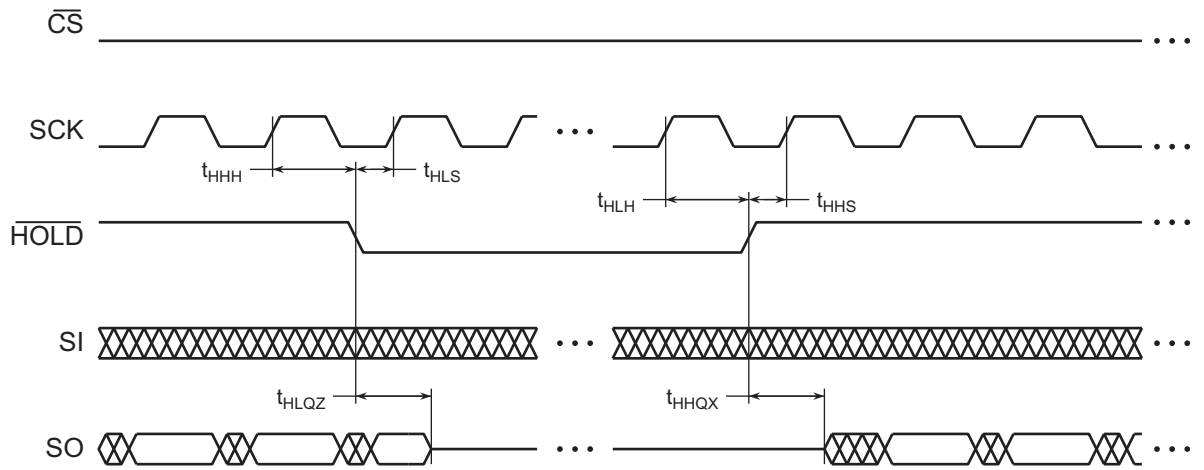 CS
SCK
tHHH
tHLS
tHLH
tHHS
HOLD
SI
tHLQZ
tHHQX
SO